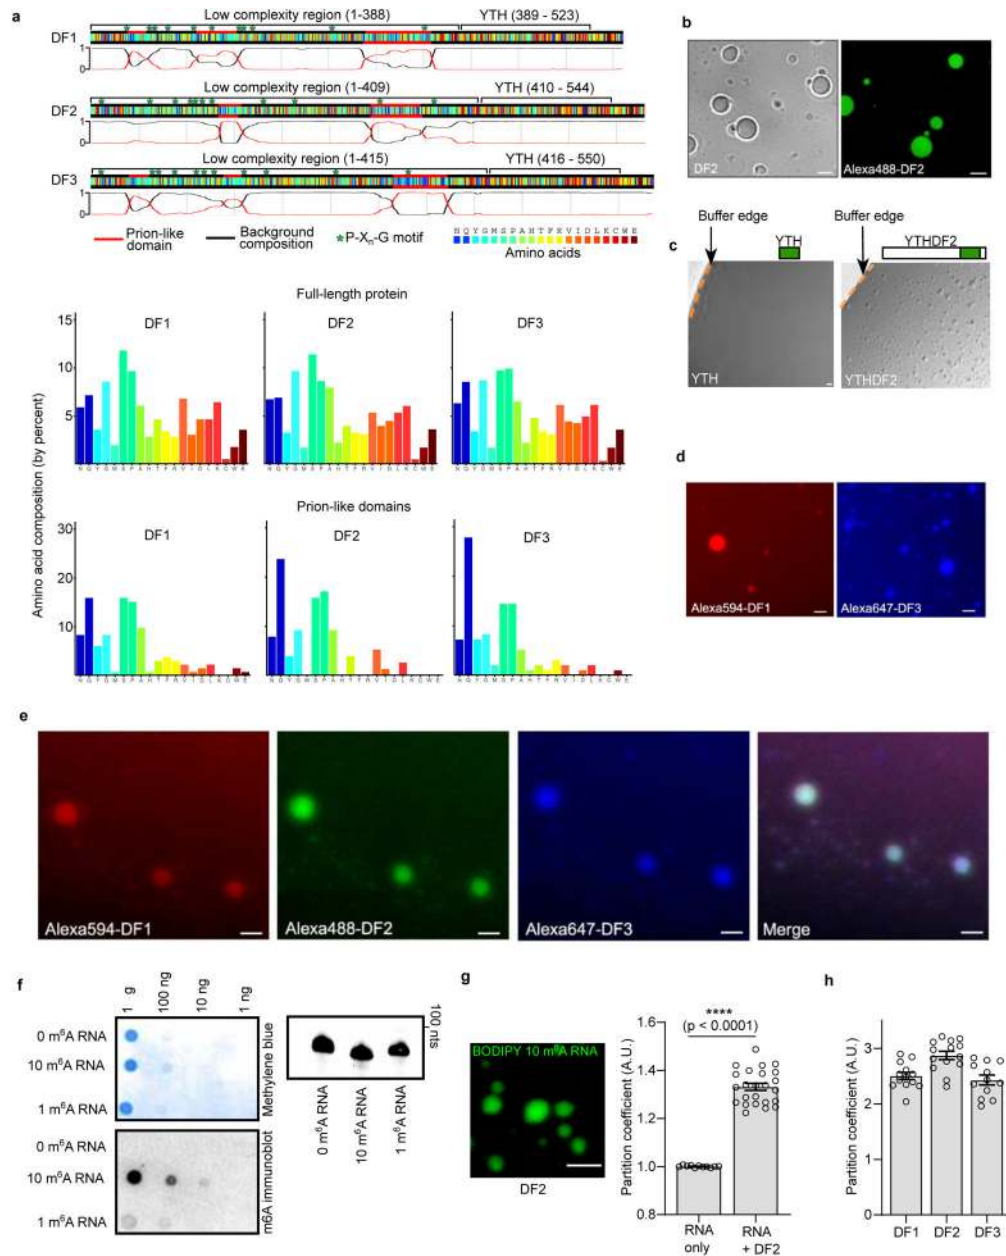 a
Low complexity region (1-388)
YTH (389 - 523)
DF1
1
0
Low complexity region (1-409)
YTH (410 - 544)
DF2
1
0
Low complexity region (1-415)
YTH (416 - 550)
DF3
1
0
Prion-like domain
Background composition
*P-Xn-G motif
N Q Y G M S P A H T F R V I D L K C W E
Amino acids
Full-length protein
Amino acid composition (by percent)
15
10
5
DF1
DF2
DF3
N Q Y G M S P A H T F R V I D L K C W E
N Q Y G M S P A H T F R V I D L K C W E
N Q Y G M S P A H T F R V I D L K C W E
Prion-like domains
30
20
10
DF1
DF2
DF3
N Q Y G M S P A H T F R V I D L K C W E
N Q Y G M S P A H T F R V I D L K C W E
N Q Y G M S P A H T F R V I D L K C W E
b
DF2
Alexa488-DF2
Buffer edge
Buffer edge
c
YTH
YTHDF2
YTH
YTHDF2
d
Alexa594-DF1
Alexa647-DF3
e
Alexa594-DF1
Alexa488-DF2
Alexa647-DF3
Merge
f
1 g
100 ng
10 ng
1 ng
0 m⁶A RNA
10 m⁶A RNA
1 m⁶A RNA
Methylene blue
0 m⁶A RNA
10 m⁶A RNA
1 m⁶A RNA
m6A immunoblot
100 nts
0 m⁶A RNA
10 m⁶A RNA
1 m⁶A RNA
g
BODIPY 10 m⁶A RNA
DF2
Partition coefficient (A.U.)
****
(p < 0.0001)
1.6
1.4
1.2
1.0
0.8
RNA only
RNA + DF2
h
Partition coefficient (A.U.)
3
2
1
0
DF1
DF2
DF3